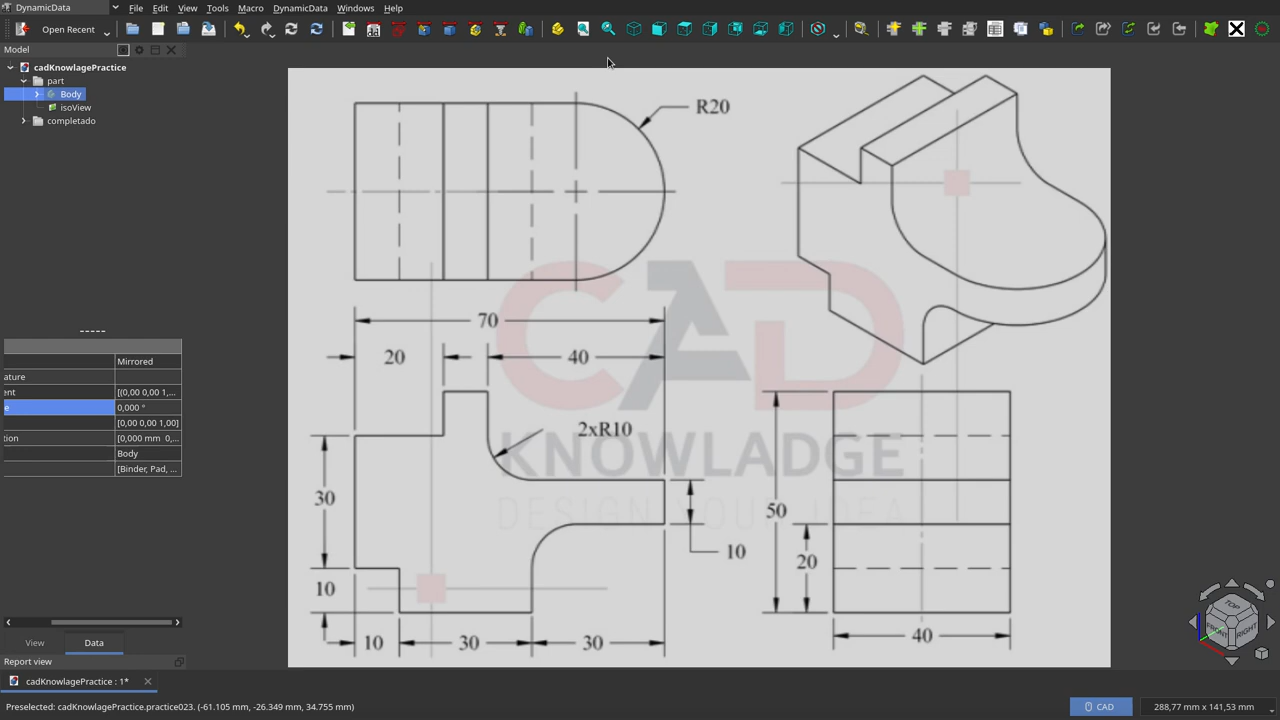 DynamicData
File Edit View Tools Macro DynamicData Windows Help
Open Recent
Model
cadKnowlagePractice
part
Body
isoView
completado
Mirrored
ature
ent [(0,00 0,00 1,...
e 0,000 °
[0,00 0,00 1,00]
tion [0,000 mm 0,...
Body
[Binder, Pad, ...
View Data
Report view
cadKnowlagePractice : 1*
Preselected: cadKnowlagePractice.practice023. (-61.105 mm, -26.349 mm, 34.755 mm)
CAD
288,77 mm x 141,53 mm
R20
70
20
40
2xR10
30
10
10
30
30
10
50
20
40
CAD
KNOWLADGE
DESIGN YOUR IDEA
TOP
FRONT
RIGHT